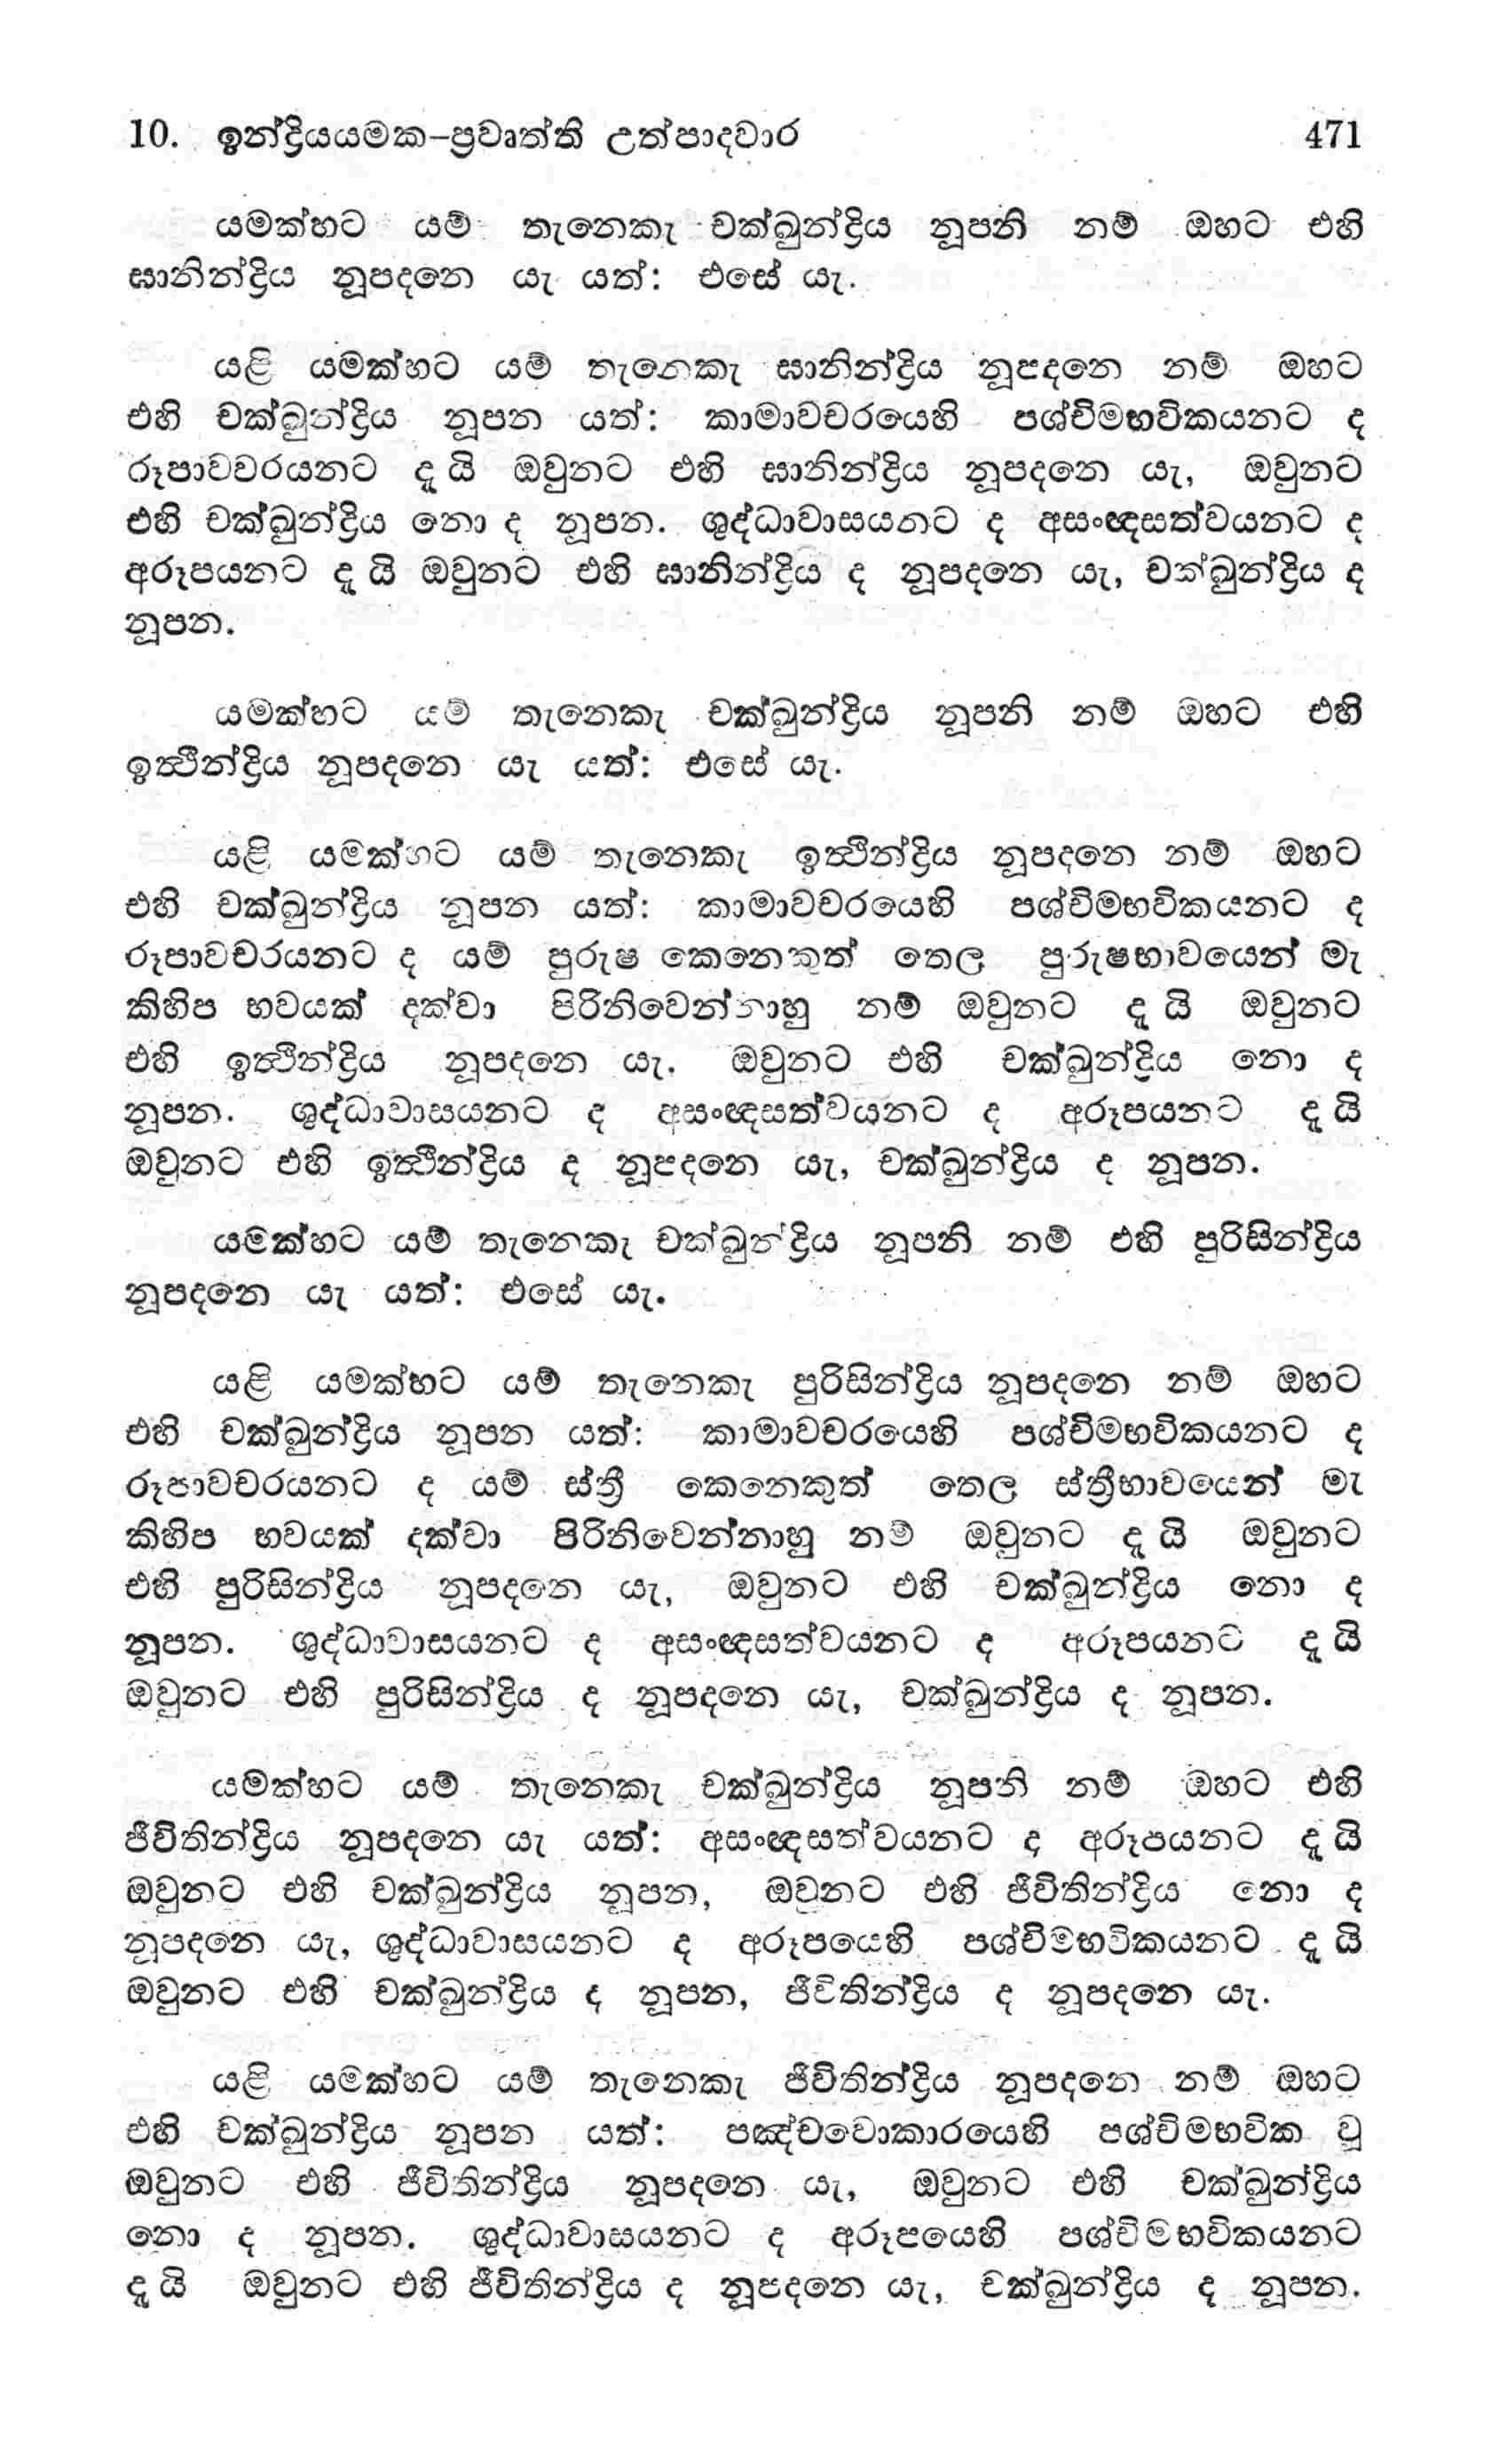 10. ඉන්ද්‍රියයමක-ප්‍රවෘත්ති උත්පාදවාර 471
යමක්හට යම් තැනෙකැ චක්ඛුන්ද්‍රිය නූපනි නම් ඔහට එහි
ඝානින්ද්‍රිය නූපදනෙ යැ යත්: එසේ යැ.
යළි යමක්හට යම් තැනෙකැ ඝානින්ද්‍රිය නූපදනෙ නම් ඔහට
එහි චක්ඛුන්ද්‍රිය නූපන යත්: කාමාවචරයෙහි පශ්චිමභවිකයනට ද
රූපාවචරයනට දැ යි ඔවුනට එහි ඝානින්ද්‍රිය නූපදනෙ යැ, ඔවුනට
එහි චක්ඛුන්ද්‍රිය නො ද නූපන. ශුද්ධාවාසයනට ද අසංඥසත්වයනට ද
අරූපයනට දැ යි ඔවුනට එහි ඝානින්ද්‍රිය ද නූපදනෙ යැ, චක්ඛුන්ද්‍රිය ද
නූපන.
යමක්හට යම් තැනෙකැ චක්ඛුන්ද්‍රිය නූපනි නම් ඔහට එහි
ඉත්‍ථින්ද්‍රිය නූපදනෙ යැ යත්: එසේ යැ.
යළි යමක්හට යම් තැනෙකැ ඉත්‍ථින්ද්‍රිය නූපදනෙ නම් ඔහට
එහි චක්ඛුන්ද්‍රිය නූපන යත්: කාමාවචරයෙහි පශ්චිමභවිකයනට ද
රූපාවචරයනට ද යම් පුරුෂ කෙනෙකුත් තෙල පුරුෂභාවයෙන් මැ
කිහිප භවයක් දක්වා පිරිනිවෙන්නාහු නම් ඔවුනට දැ යි ඔවුනට
එහි ඉත්‍ථින්ද්‍රිය නූපදනෙ යැ. ඔවුනට එහි චක්ඛුන්ද්‍රිය නො ද
නූපන. ශුද්ධාවාසයනට ද අසංඥසත්වයනට ද අරූපයනට දැ යි
ඔවුනට එහි ඉත්‍ථින්ද්‍රිය ද නූපදනෙ යැ, චක්ඛුන්ද්‍රිය ද නූපන.
යමක්හට යම් තැනෙකැ චක්ඛුන්ද්‍රිය නූපනි නම් එහි පුරිසින්ද්‍රිය
නූපදනෙ යැ යත්: එසේ යැ.
යළි යමක්හට යම් තැනෙකැ පුරිසින්ද්‍රිය නූපදනෙ නම් ඔහට
එහි චක්ඛුන්ද්‍රිය නූපන යත්: කාමාවචරයෙහි පශ්චිමභවිකයනට ද
රූපාවචරයනට ද යම් ස්ත්‍රී කෙනෙකුත් තෙල ස්ත්‍රීභාවයෙන් මැ
කිහිප භවයක් දක්වා පිරිනිවෙන්නාහු නම් ඔවුනට දැ යි ඔවුනට
එහි පුරිසින්ද්‍රිය නූපදනෙ යැ, ඔවුනට එහි චක්ඛුන්ද්‍රිය නො ද
නූපන. ශුද්ධාවාසයනට ද අසංඥසත්වයනට ද අරූපයනට දැ යි
ඔවුනට එහි පුරිසින්ද්‍රිය ද නූපදනෙ යැ, චක්ඛුන්ද්‍රිය ද නූපන.
යමක්හට යම් තැනෙකැ චක්ඛුන්ද්‍රිය නූපනි නම් ඔහට එහි
ජීවිතින්ද්‍රිය නූපදනෙ යැ යත්: අසංඥසත්වයනට ද අරූපයනට දැ යි
ඔවුනට එහි චක්ඛුන්ද්‍රිය නූපන, ඔවුනට එහි ජීවිතින්ද්‍රිය නො ද
නූපදනෙ යැ, ශුද්ධාවාසයනට ද අරූපයෙහි පශ්චිමභවිකයනට දැ යි
ඔවුනට එහි චක්ඛුන්ද්‍රිය ද නූපන, ජීවිතින්ද්‍රිය ද නූපදනෙ යැ.
යළි යමක්හට යම් තැනෙකැ ජීවිතින්ද්‍රිය නූපදනෙ නම් ඔහට
එහි චක්ඛුන්ද්‍රිය නූපන යත්: පඤ්චවොකාරයෙහි පශ්චිමභවික වූ
ඔවුනට එහි ජීවිතින්ද්‍රිය නූපදනෙ යැ, ඔවුනට එහි චක්ඛුන්ද්‍රිය
නො ද නූපන. ශුද්ධාවාසයනට ද අරූපයෙහි පශ්චිමභවිකයනට
දැ යි ඔවුනට එහි ජීවිතින්ද්‍රිය ද නූපදනෙ යැ, චක්ඛුන්ද්‍රිය ද නූපන.